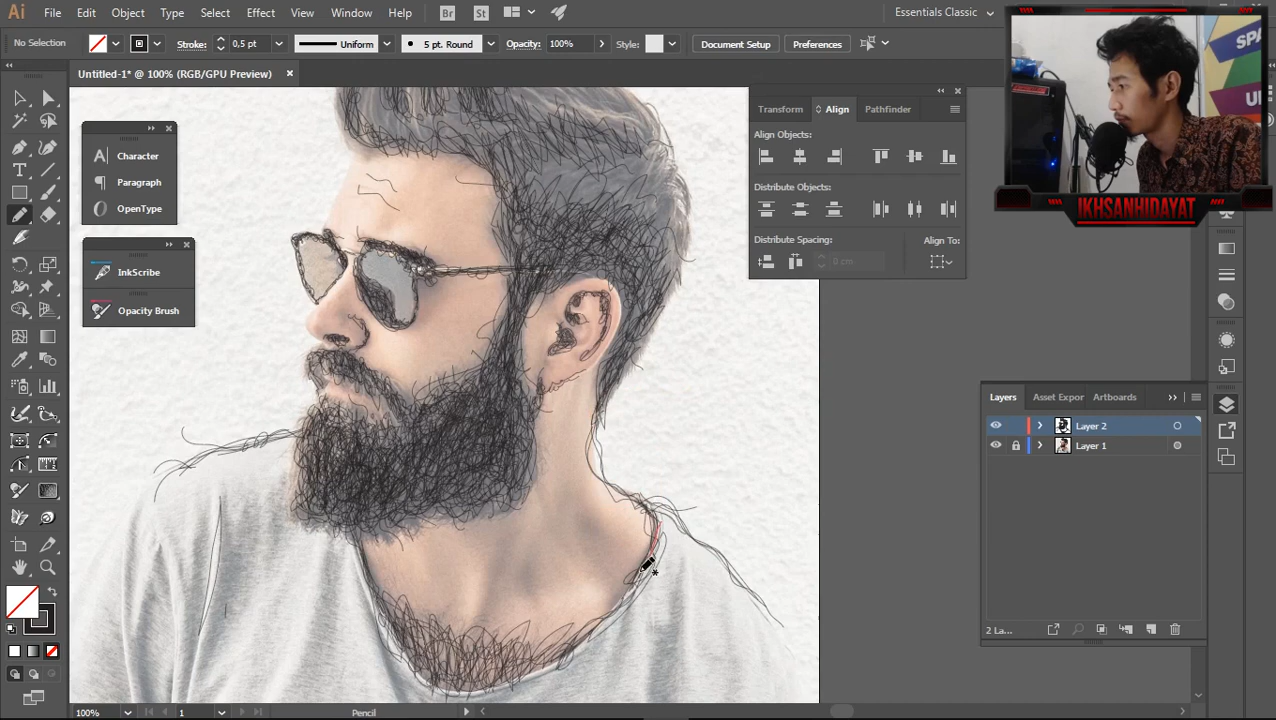 Ai File Edit Object Type Select Effect View Window Help Br St Essentials Classic
No Selection Stroke: 0,5 pt Uniform 5 pt. Round Opacity: 100% Style: Document Setup Preferences
Untitled-1* @ 100% (RGB/GPU Preview)
Transform Align Pathfinder
Align Objects:
Distribute Objects:
Distribute Spacing: Align To:
0 cm
Character
Paragraph
OpenType
InkScribe
Opacity Brush
SPA
IKHSANHIDAYAT
Layers Asset Expor Artboards
Layer 2
Layer 1
2 La...
100% 1 Pencil